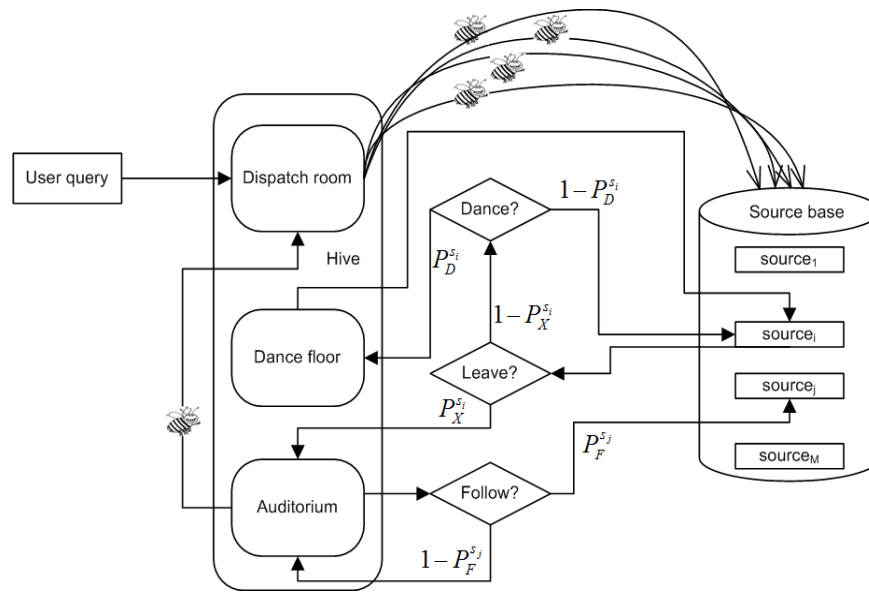 User query
Dispatch room
Hive
Dance floor
Auditorium
Dance?
1 − P_D^{s_i}
P_D^{s_i}
1 − P_X^{s_i}
Leave?
P_X^{s_i}
Follow?
P_F^{s_j}
1 − P_F^{s_j}
Source base
source₁
sourceᵢ
sourceⱼ
source_M